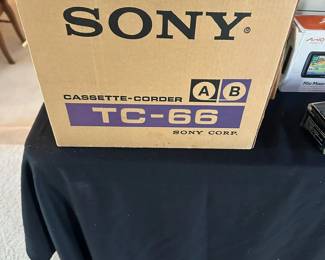 SONY®
CASSETTE-CORDER A B
TC-66
SONY CORP.